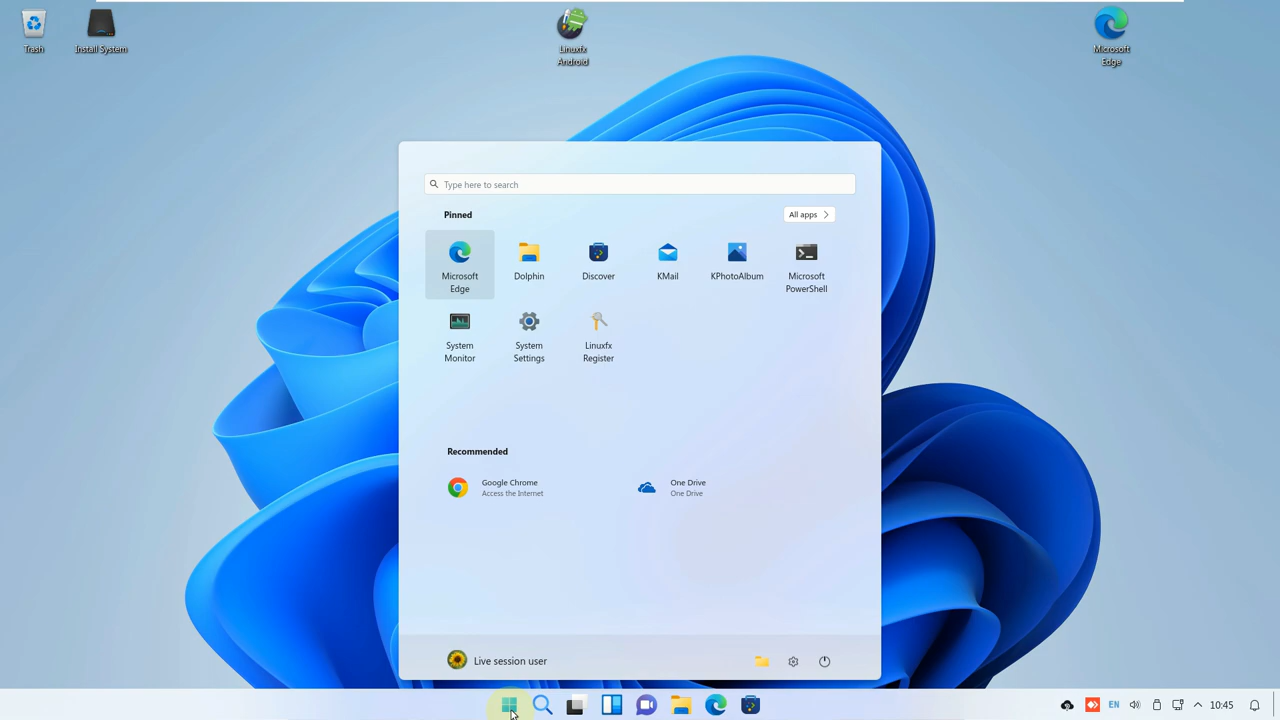 Trash
Install System
Linuxfx
Android
Microsoft
Edge
Type here to search
Pinned
All apps
Microsoft
Edge
Dolphin
Discover
KMail
KPhotoAlbum
Microsoft
PowerShell
System
Monitor
System
Settings
Linuxfx
Register
Recommended
Google Chrome
Access the Internet
One Drive
One Drive
Live session user
EN
10:45